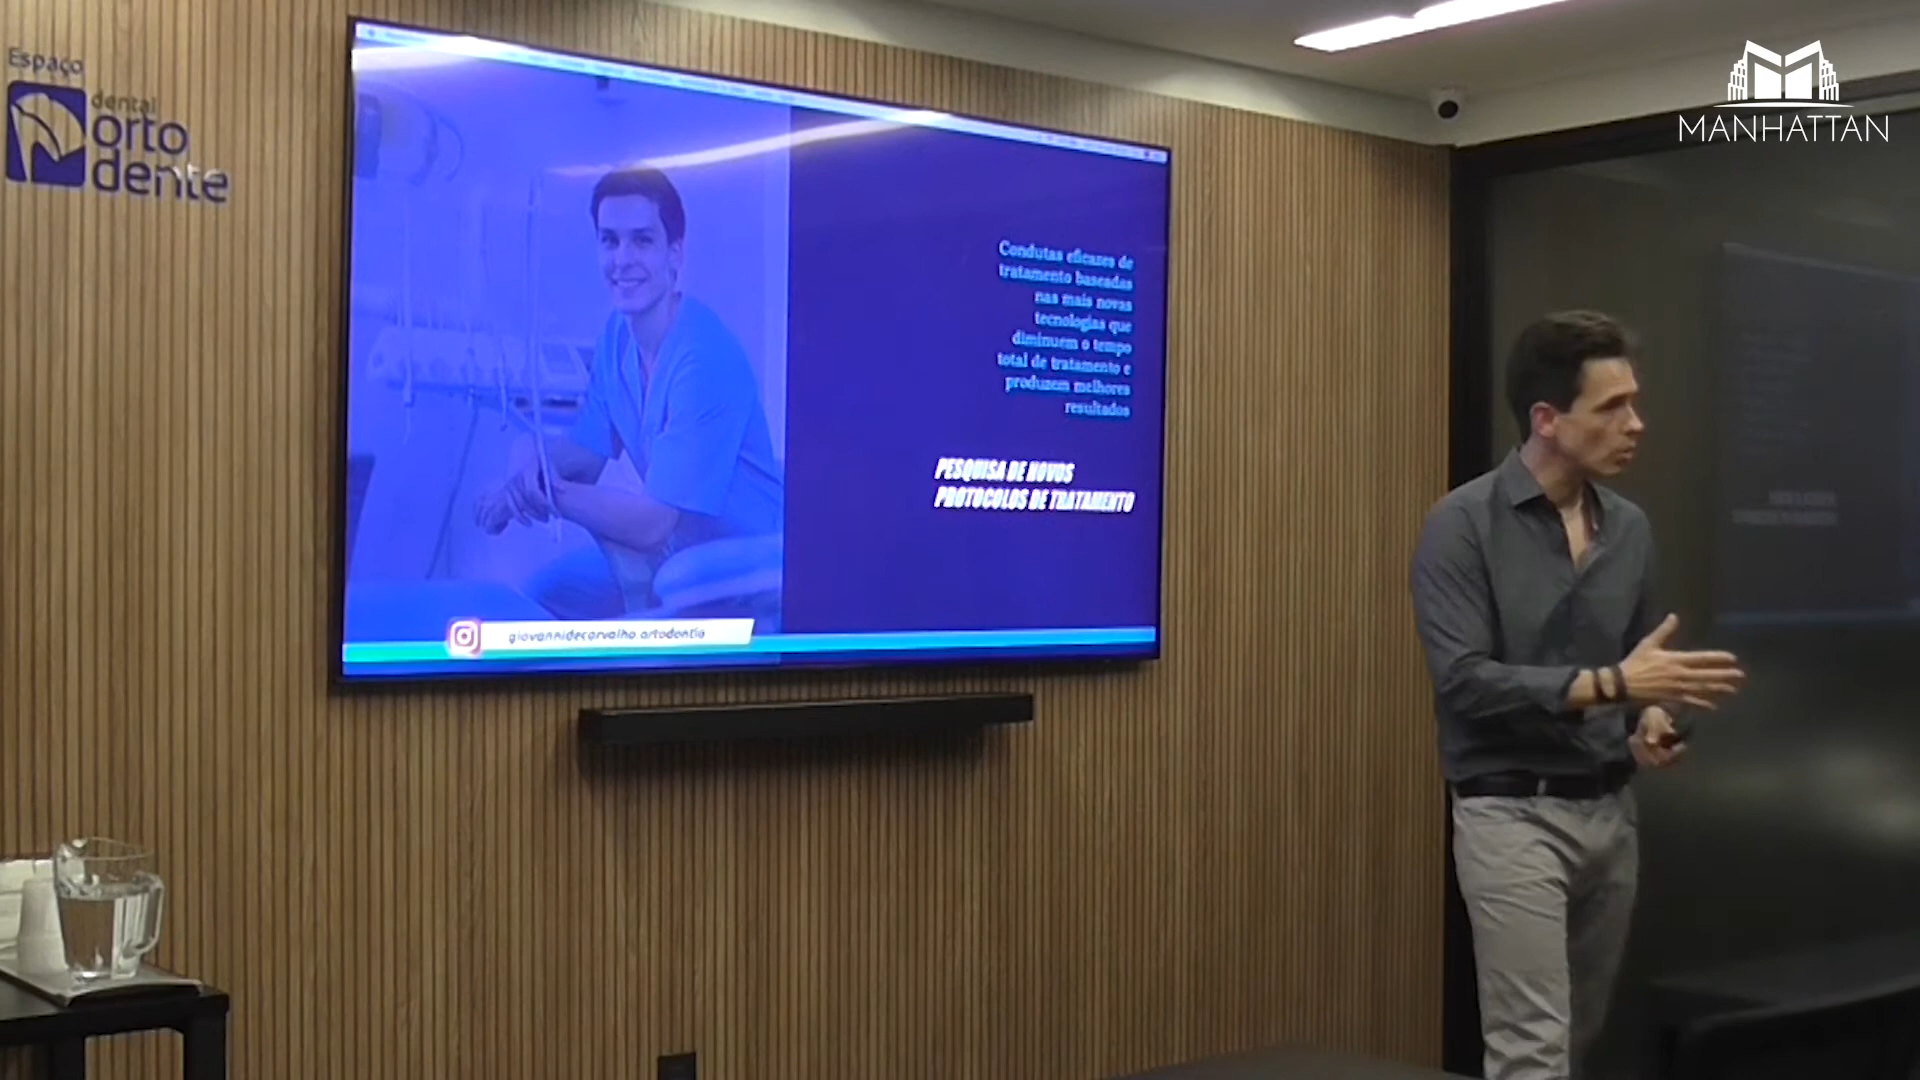 Espaço
dental
orto
dente
MANHATTAN
Condutas eficazes de
tratamento baseadas
nas mais novas
tecnologias que
diminuem o tempo
total de tratamento e
produzem melhores
resultados
PESQUISA DE NOVOS
PROTOCOLOS DE TRATAMENTO
giovannidecarvalho.ortodontia